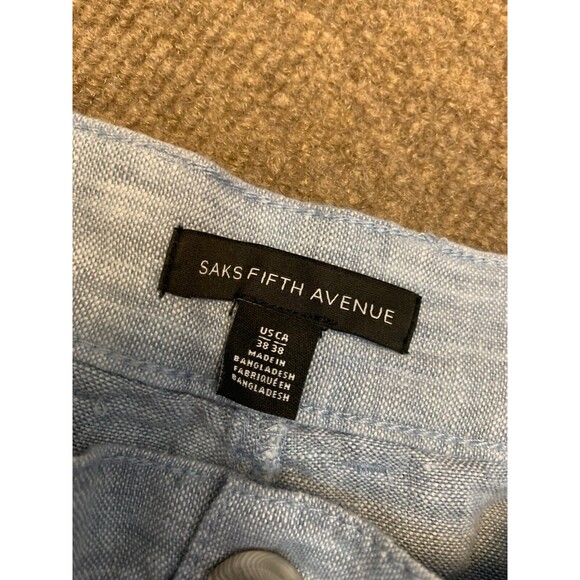 SAKS FIFTH AVENUE
US CA
38 38
MADE IN
BANGLADESH
FABRIQUÉ EN
BANGLADESH